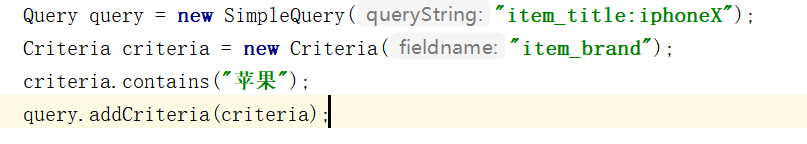 Query query = new SimpleQuery( queryString: "item_title:iphoneX");
Criteria criteria = new Criteria( fieldname: "item_brand");
criteria.contains("苹果");
query.addCriteria(criteria);